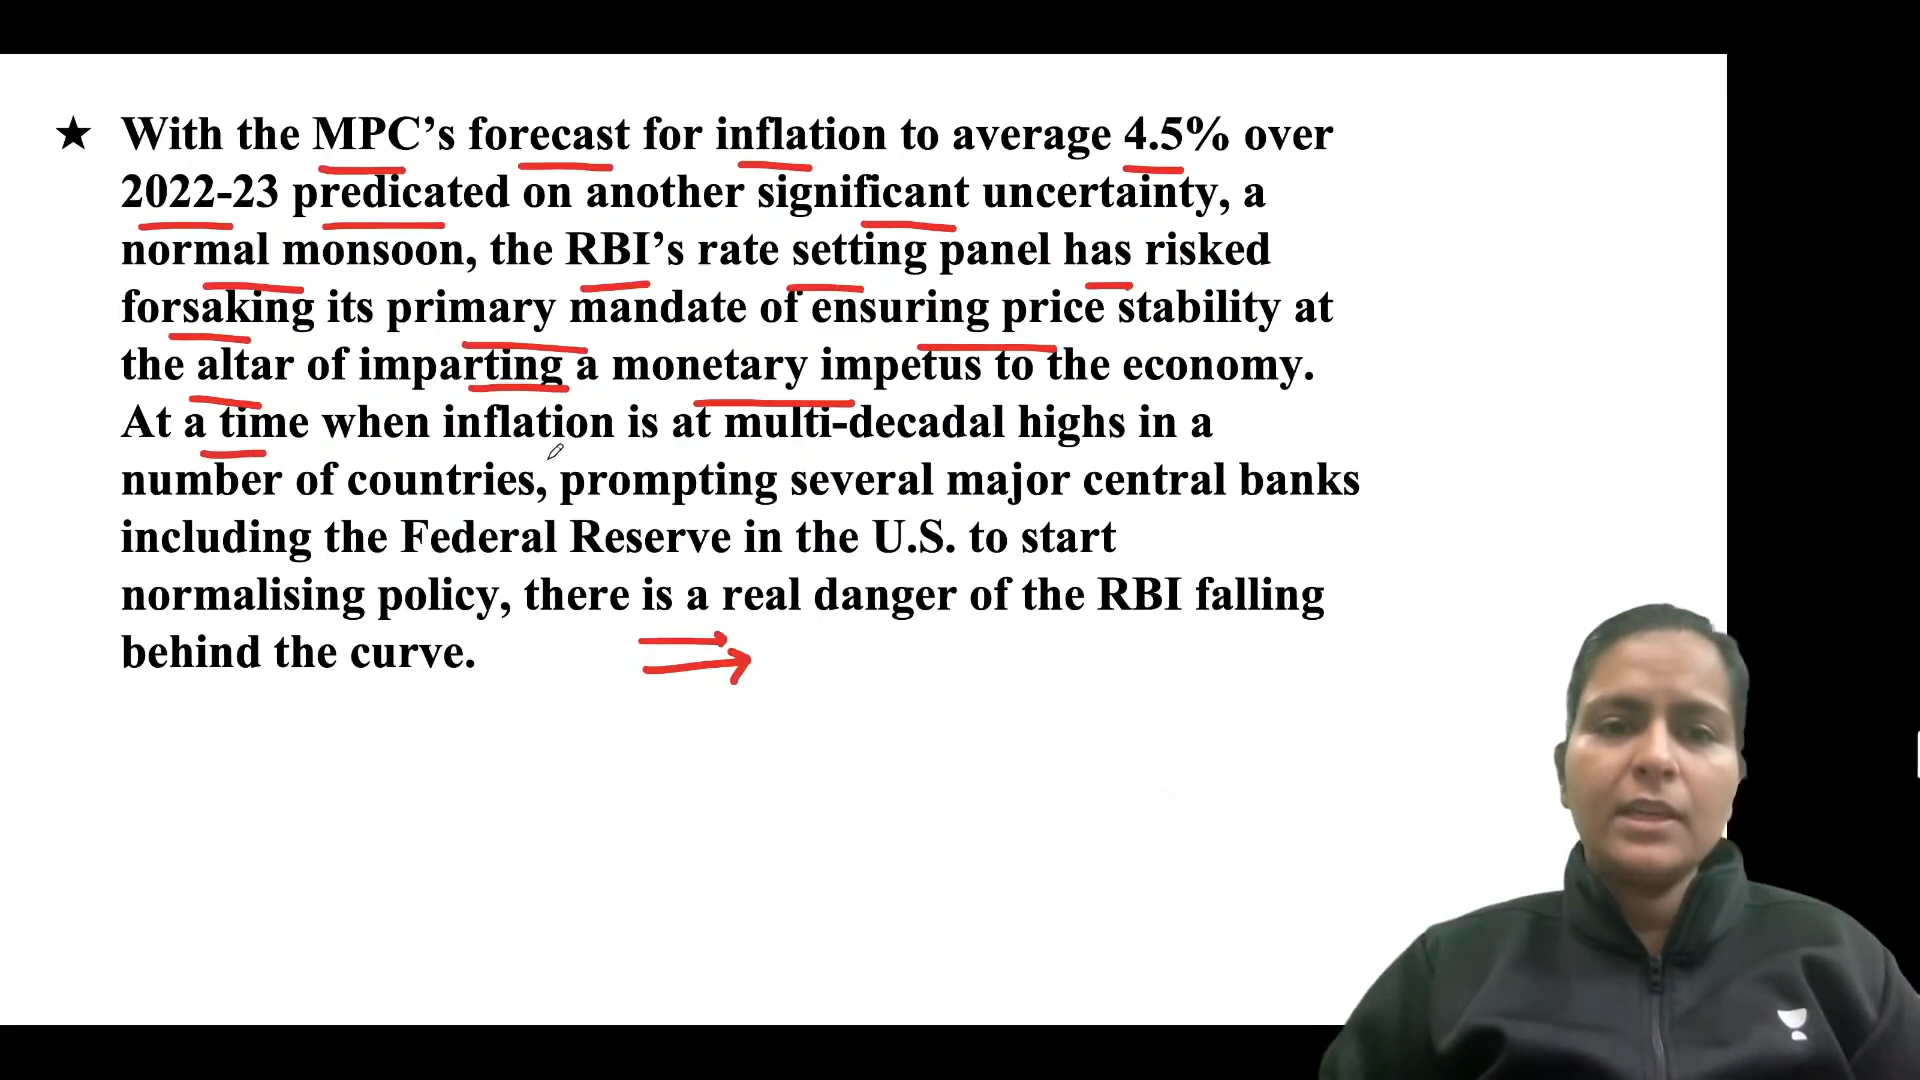 ★ With the MPC’s forecast for inflation to average 4.5% over
2022-23 predicated on another significant uncertainty, a
normal monsoon, the RBI’s rate setting panel has risked
forsaking its primary mandate of ensuring price stability at
the altar of imparting a monetary impetus to the economy.
At a time when inflation is at multi-decadal highs in a
number of countries, prompting several major central banks
including the Federal Reserve in the U.S. to start
normalising policy, there is a real danger of the RBI falling
behind the curve.